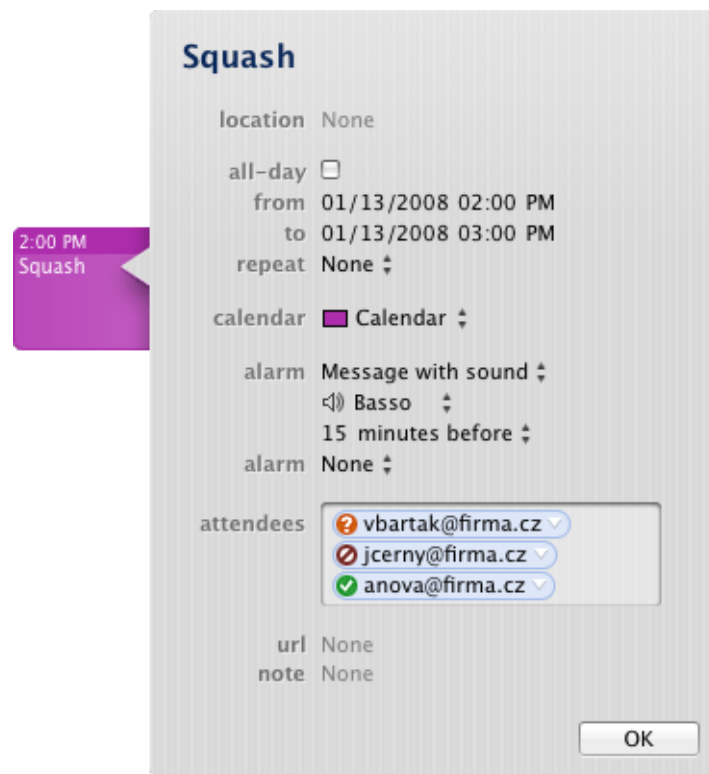 Squash
location None
all-day
from 01/13/2008 02:00 PM
to 01/13/2008 03:00 PM
2:00 PM
Squash
repeat None
calendar Calendar
alarm Message with sound
Basso
15 minutes before
alarm None
attendees vbartak@firma.cz
jcerny@firma.cz
anova@firma.cz
url None
note None
OK